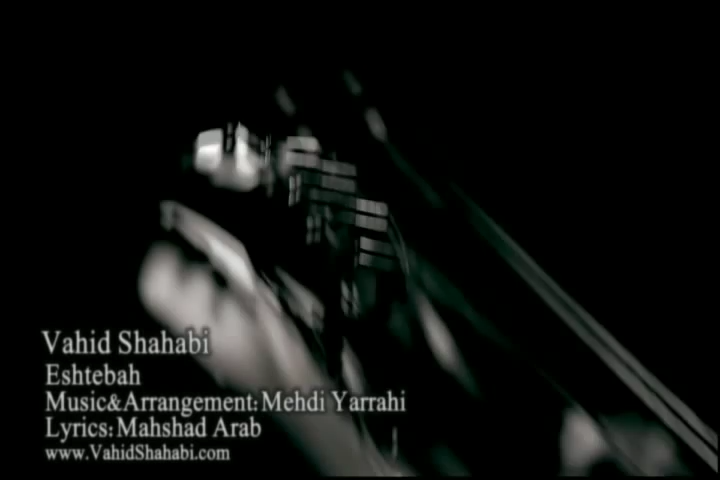 Vahid Shahabi
Eshtebah
Music&Arrangement: Mehdi Yarrahi
Lyrics: Mahshad Arab
www.VahidShahabi.com